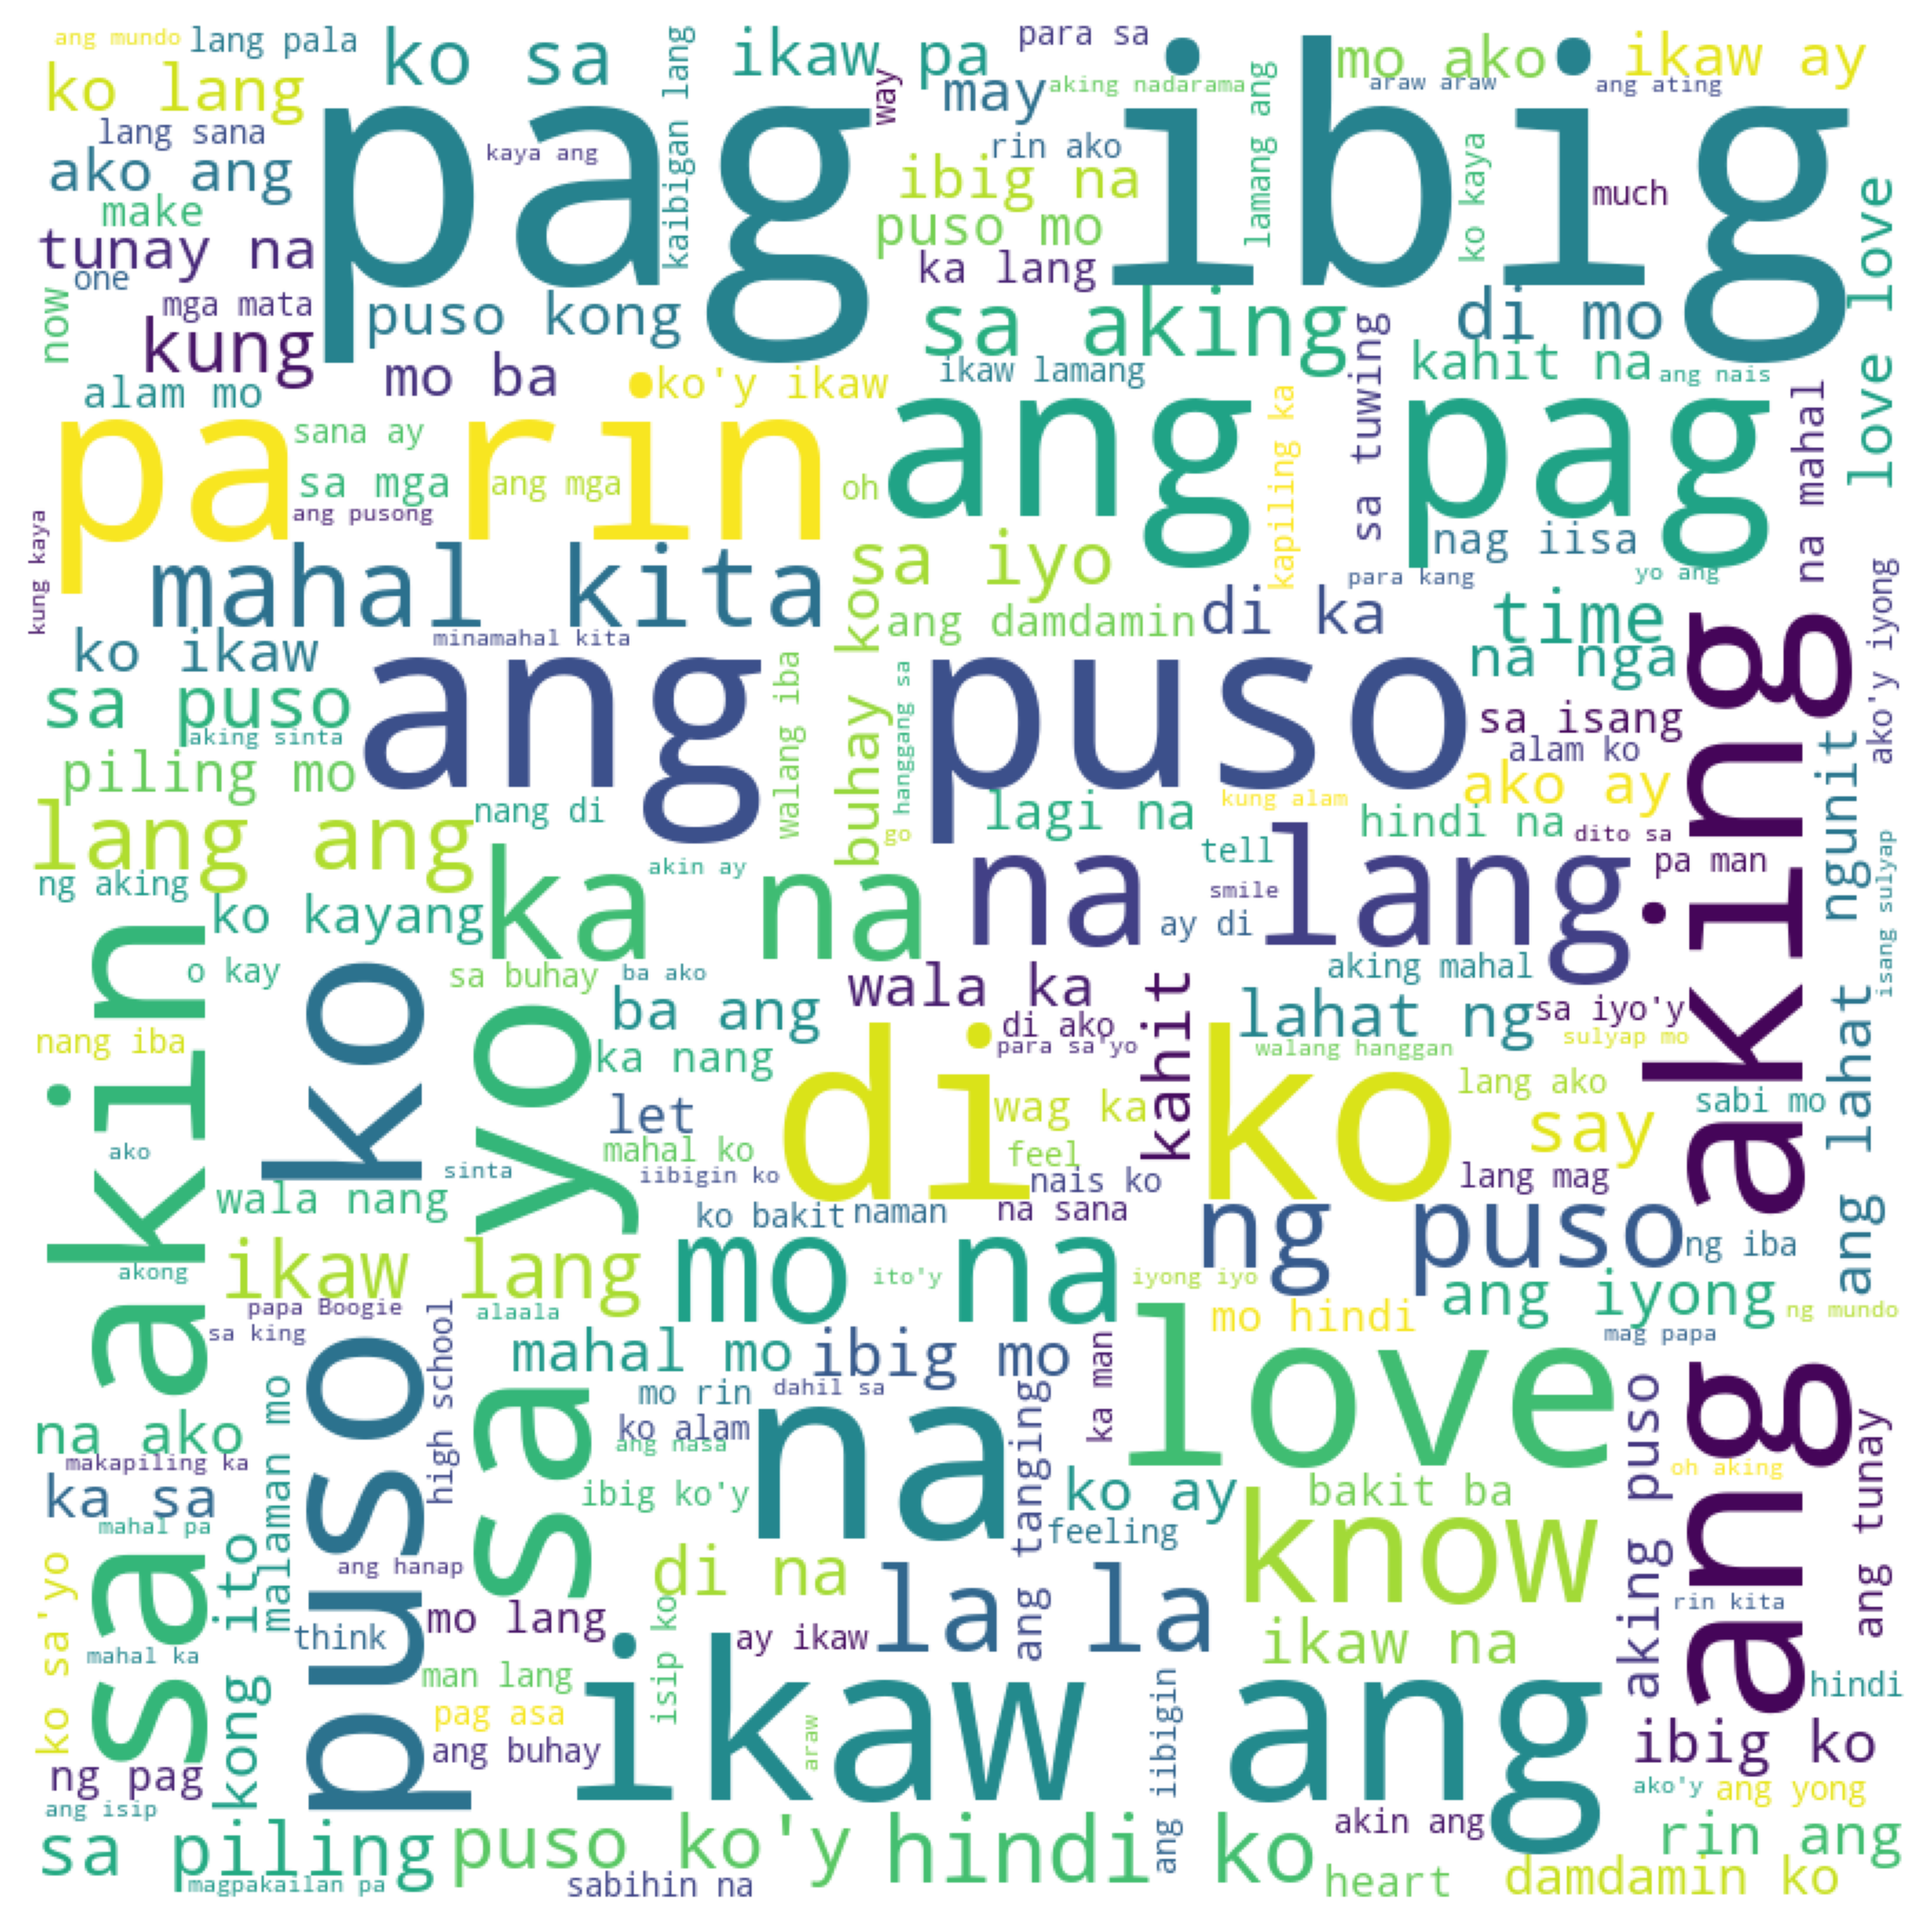 ang mundo
lang pala
ko sa
kaibigan lang
ikaw pa
para sa
mo ako
ikaw ay
ko lang
pag ibig
way
may
aking nadarama
lamang ang
araw araw
ang ating
lang sana
kaya ang
rin ako
ko kaya
ako ang
ibig na
much
love love
make
puso mo
tunay na
ka lang
one
now
mga mata
puso kong
sa aking
di mo
kung
sa tuwing
mo ba
ko'y ikaw
ikaw lamang
kahit na
ang nais
alam mo
pa rin
ang pag
na mahal
sana ay
kapiling ka
sa mga
ang mga
oh
ang pusong
kung kaya
nag iisa
mahal kita
sa iyo
para kang
yo ang
ako'y iyong
buhay ko
ang damdamin
di ka
time
ang aking
ko ikaw
minamahal kita
ang puso
na nga
walang iba
hanggang sa
sa puso
sa isang
aking sinta
alam ko
ang lahat ngunit
piling mo
kung alam
ako ay
lang ang
nang di
lagi na
hindi na
go
dito sa
isang sulyap
ka na
na lang
tell
pa man
ng aking
akin ay
smile
ko kayang
ay di
sa akin
puso ko
sa yo
o kay
sa buhay
ba ako
wala ka
kahit
aking mahal
ba ang
di ako
lahat ng
sa iyo'y
nang iba
para sa'yo
di ko
walang hanggan
sulyap mo
ka nang
lang ako
let
wag ka
sabi mo
say
ako
mahal ko
feel
sinta
iibigin ko
nais ko
lang mag
wala nang
ko bakit
naman
na sana
ng puso
ng iba
akong
ikaw lang
mo na
ito'y
iyong iyo
ang iyong
papa Boogie
alaala
mo hindi
ng mundo
sa king
high school
mahal mo
ibig mo
ka man
love
mag papa
malaman mo
mo rin
dahil sa
ang tanging
aking puso
na ako
ko alam
ang nasa
na
ang tunay
makapiling ka
oh aking
ka sa
ibig ko'y
ko ay
bakit ba
know
mahal pa
kong ito
feeling
ko sa'yo
ang hanap
di na
la la
isip ko
mo lang
rin kita
think
ay ikaw
ikaw na
mahal ka
ikaw ang
man lang
ang iibigin
hindi
pag asa
araw
ang buhay
ibig ko
ng pag
ako'y
ang yong
ang isip
akin ang
sa piling
puso ko'y
hindi ko
rin ang
magpakailan pa
sabihin na
heart
damdamin ko